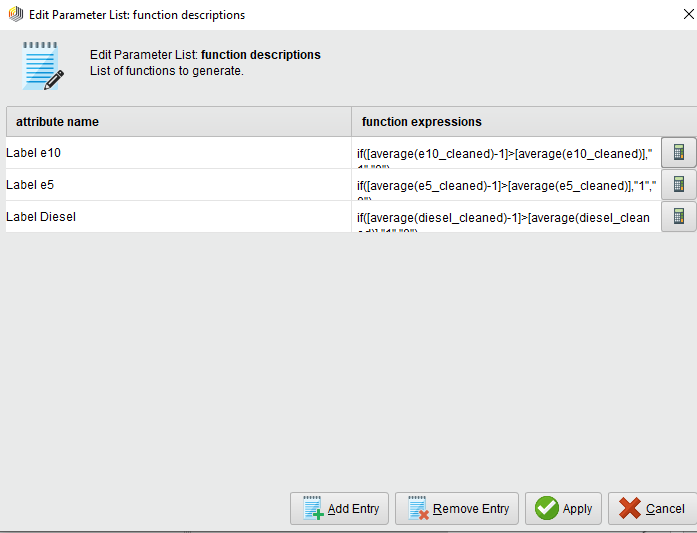 Edit Parameter List: function descriptions
Edit Parameter List: function descriptions
List of functions to generate.
attribute name function expressions
Label e10 if([average(e10_cleaned)-1]>[average(e10_cleaned)],"
1","0")
Label e5 if([average(e5_cleaned)-1]>[average(e5_cleaned)],"1","
0")
Label Diesel if([average(diesel_cleaned)-1]>[average(diesel_clean
ed)],"1","0")
Add Entry Remove Entry Apply Cancel